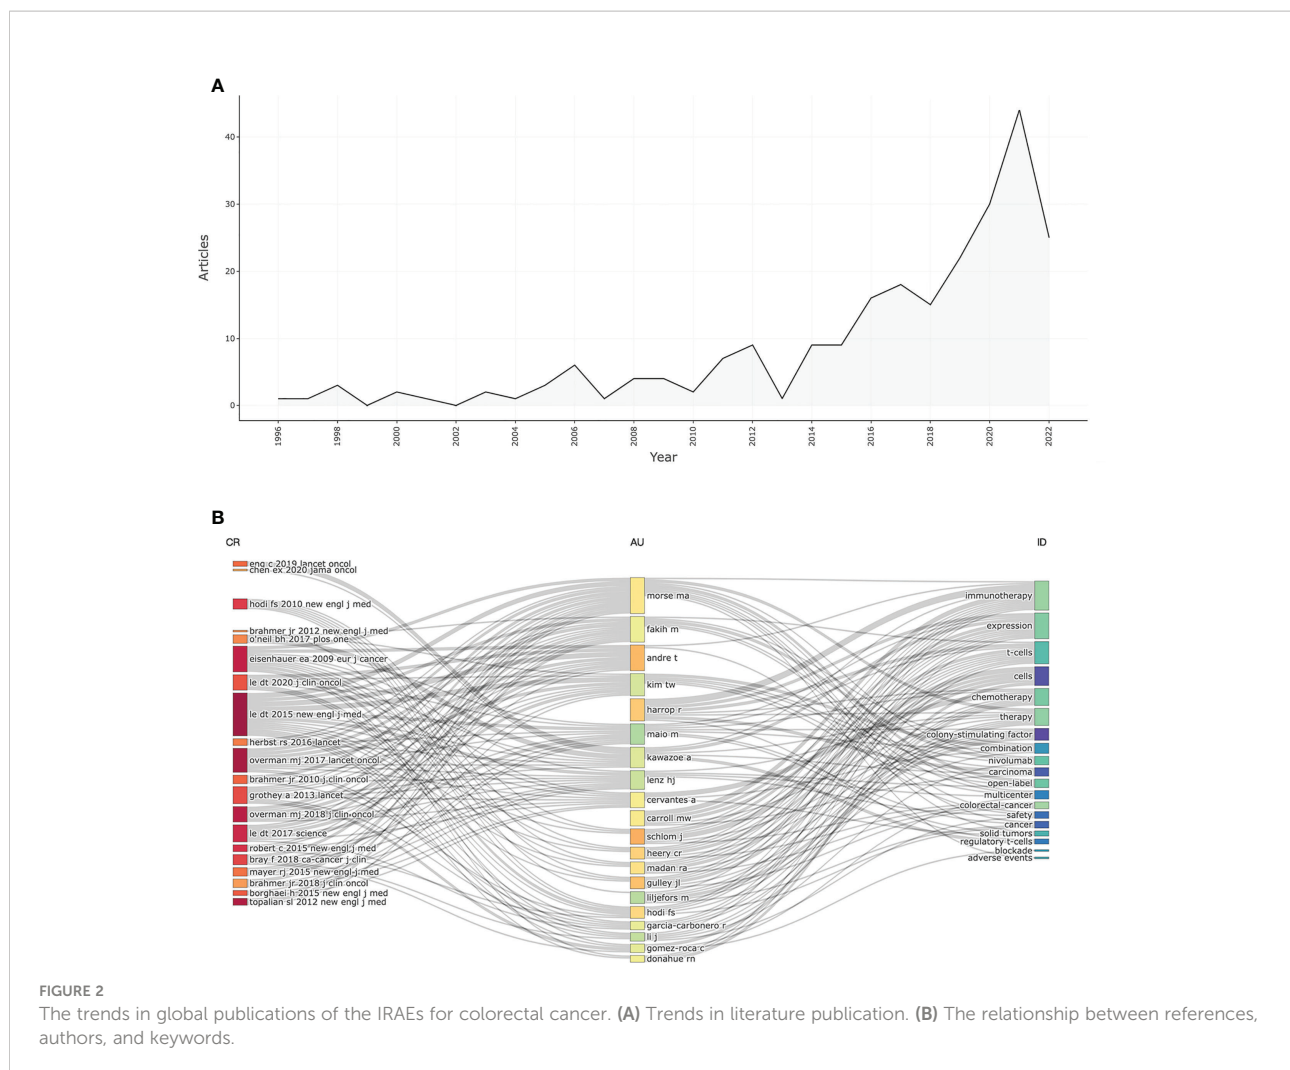 A
40
30
20
10
0
Articles
1996
1998
2000
2002
2004
2006
2008
2010
2012
2014
2016
2018
2020
2022
Year
B
CR
AU
ID
eng c 2019 lancet oncol
chen ex 2020 jama oncol
hodi fs 2010 new engl j med
brahmer jr 2012 new engl j med
o'neil bh 2017 plos one
eisenhauer ea 2009 eur j cancer
le dt 2020 j clin oncol
le dt 2015 new engl j med
herbst rs 2016 lancet
overman mj 2017 lancet oncol
brahmer jr 2010 j clin oncol
grothey a 2013 lancet
overman mj 2018 j clin oncol
le dt 2017 science
robert c 2015 new engl j med
bray f 2018 ca-cancer j clin
mayer rj 2015 new engl j med
brahmer jr 2018 j clin oncol
borghaei h 2015 new engl j med
topalian sl 2012 new engl j med
morse ma
fakih m
andre t
kim tw
harrop r
maio m
kawazoe a
lenz hj
cervantes a
carroll mw
schlom j
heery cr
madan ra
gulley jl
liljefors m
hodi fs
garcia-carbonero r
li j
gomez-roca c
donahue rn
immunotherapy
expression
t-cells
cells
chemotherapy
therapy
colony-stimulating factor
combination
nivolumab
carcinoma
open-label
multicenter
colorectal-cancer
safety
cancer
solid tumors
regulatory t-cells
blockade
adverse events
FIGURE 2
The trends in global publications of the IRAEs for colorectal cancer. (A) Trends in literature publication. (B) The relationship between references,
authors, and keywords.